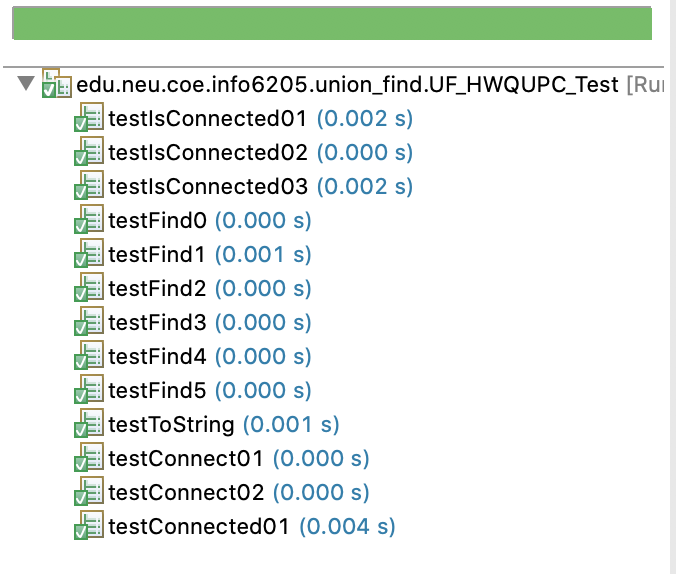 edu.neu.coe.info6205.union_find.UF_HWQUPC_Test [Rur
testIsConnected01 (0.002 s)
testIsConnected02 (0.000 s)
testIsConnected03 (0.002 s)
testFind0 (0.000 s)
testFind1 (0.001 s)
testFind2 (0.000 s)
testFind3 (0.000 s)
testFind4 (0.000 s)
testFind5 (0.000 s)
testToString (0.001 s)
testConnect01 (0.000 s)
testConnect02 (0.000 s)
testConnected01 (0.004 s)